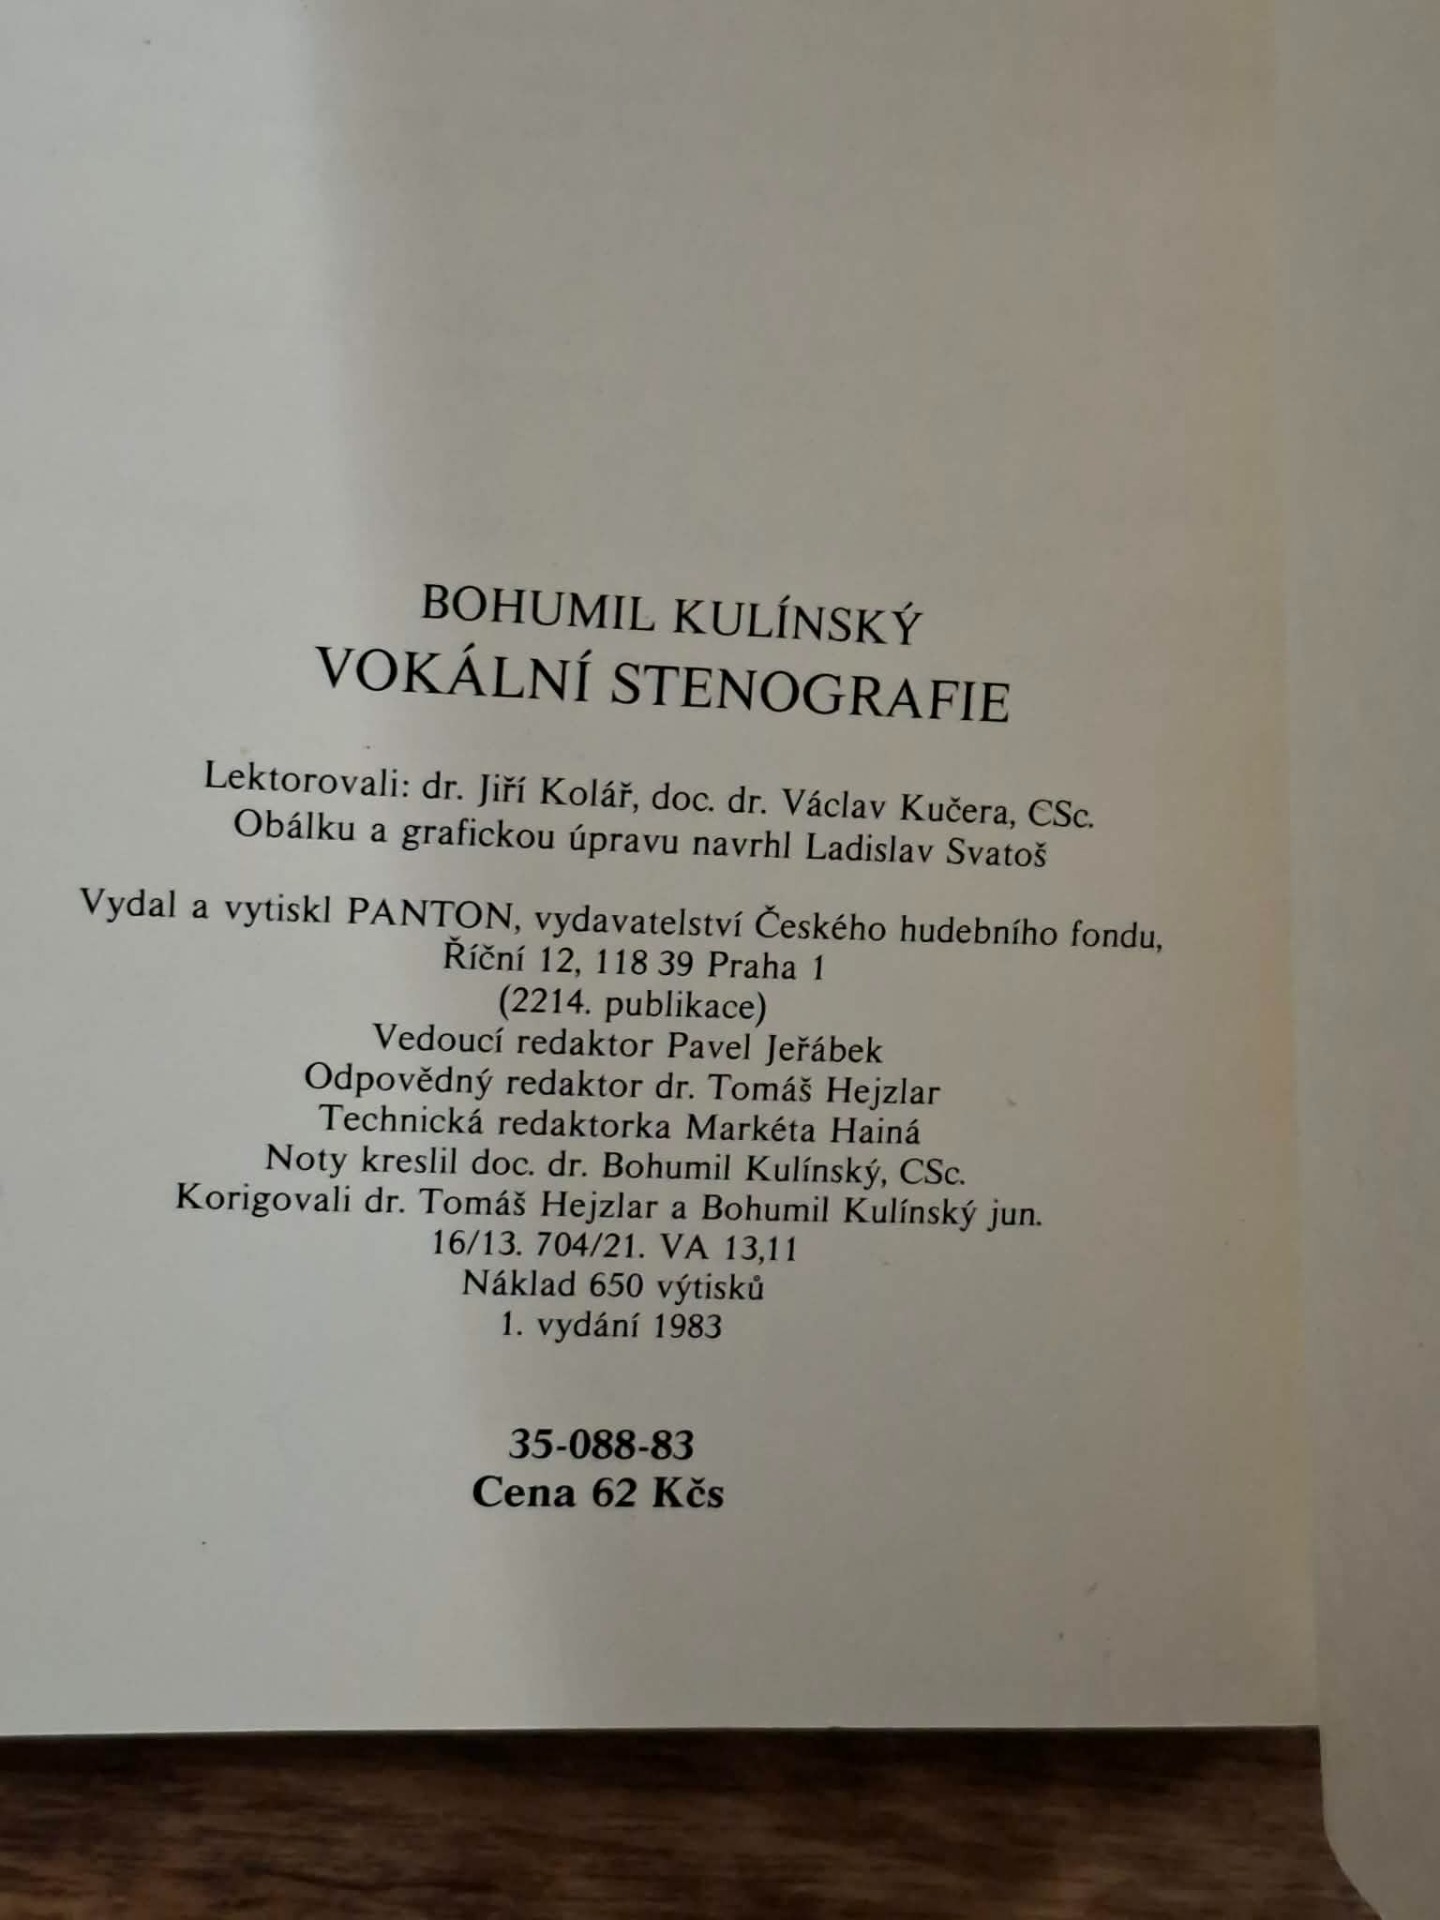 BOHUMIL KULÍNSKÝ
VOKÁLNÍ STENOGRAFIE
Lektorovali: dr. Jiří Kolář, doc. dr. Václav Kučera, CSc.
Obálku a grafickou úpravu navrhl Ladislav Svatoš
Vydal a vytiskl PANTON, vydavatelství Českého hudebního fondu,
Říční 12, 118 39 Praha 1
(2214. publikace)
Vedoucí redaktor Pavel Jeřábek
Odpovědný redaktor dr. Tomáš Hejzlar
Technická redaktorka Markéta Hainá
Noty kreslil doc. dr. Bohumil Kulínský, CSc.
Korigovali dr. Tomáš Hejzlar a Bohumil Kulínský jun.
16/13. 704/21. VA 13,11
Náklad 650 výtisků
1. vydání 1983
35-088-83
Cena 62 Kčs